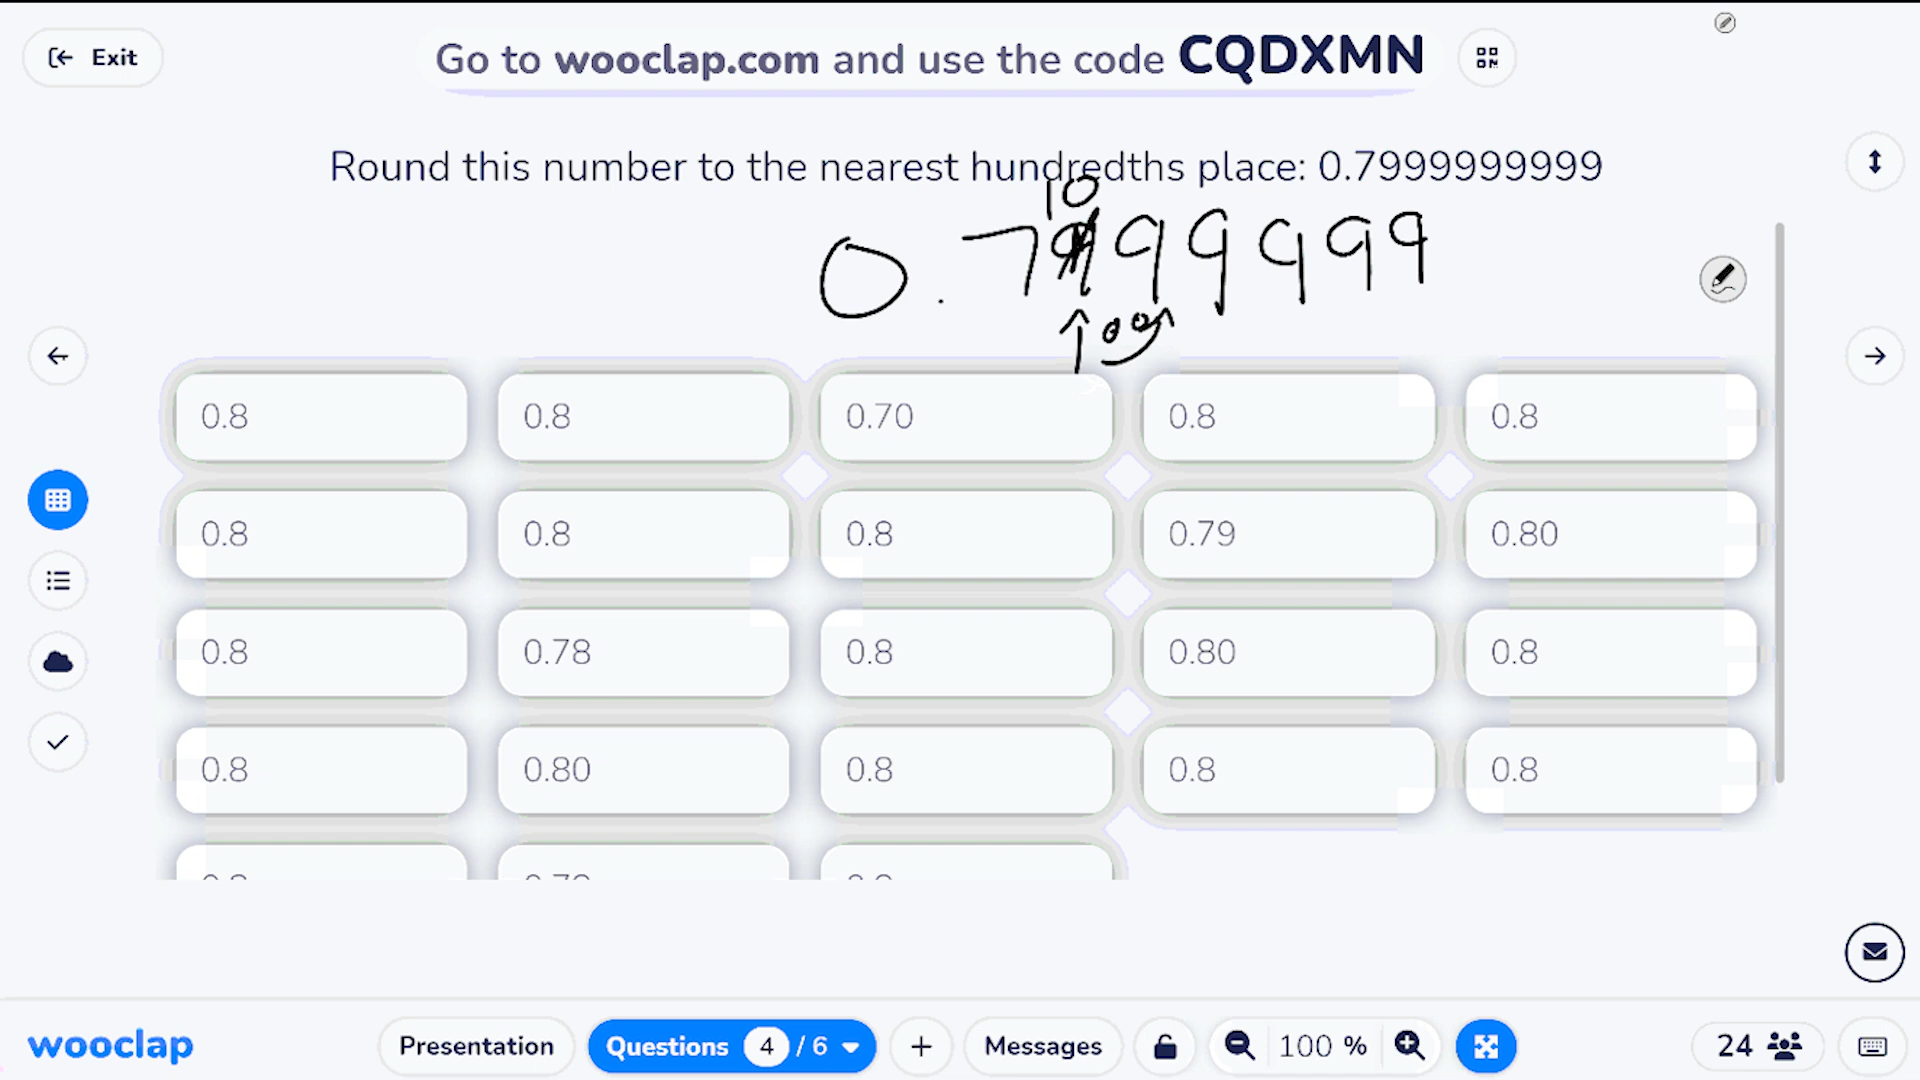 Exit
Go to wooclap.com and use the code CQDXMN
Round this number to the nearest hundredths place: 0.7999999999
10
0.7999999
0.8 0.8 0.70 0.8 0.8
0.8 0.8 0.8 0.79 0.80
0.8 0.78 0.8 0.80 0.8
0.8 0.80 0.8 0.8 0.8
wooclap
Presentation
Questions 4 / 6
+
Messages
100 %
24